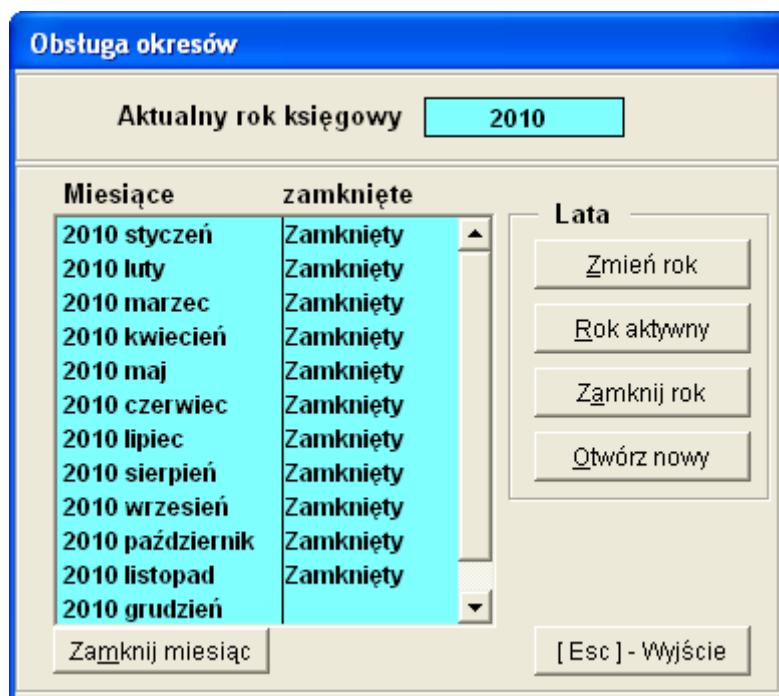 Obsługa okresów
Aktualny rok księgowy 2010
Miesiące zamknięte
2010 styczeń Zamknięty
2010 luty Zamknięty
2010 marzec Zamknięty
2010 kwiecień Zamknięty
2010 maj Zamknięty
2010 czerwiec Zamknięty
2010 lipiec Zamknięty
2010 sierpień Zamknięty
2010 wrzesień Zamknięty
2010 październik Zamknięty
2010 listopad Zamknięty
2010 grudzień
Zamknij miesiąc
Lata
Zmień rok
Rok aktywny
Zamknij rok
Otwórz nowy
[ Esc ] - Wyjście